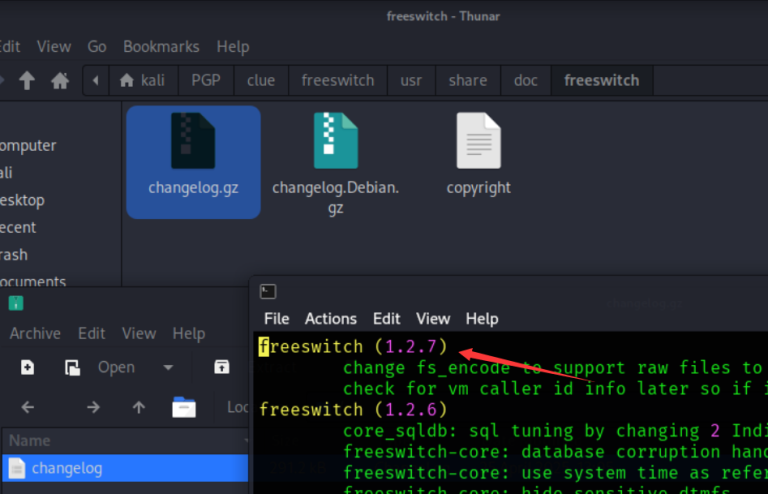 freeswitch - Thunar
Edit View Go Bookmarks Help
kali PGP clue freeswitch usr share doc freeswitch
omputer
ali
esktop
ecent
rash
ocuments
changelog.gz
changelog.Debian.
gz
copyright
Archive Edit View Help
Open
Loc
Name
changelog
File Actions Edit View Help
freeswitch (1.2.7)
change fs_encode to support raw files to
check for vm caller id info later so if i
freeswitch (1.2.6)
core_sqldb: sql tuning by changing 2 Indi
freeswitch-core: database corruption hand
freeswitch-core: use system time as refer
freeswitch-core: hide sensitive dtmfs